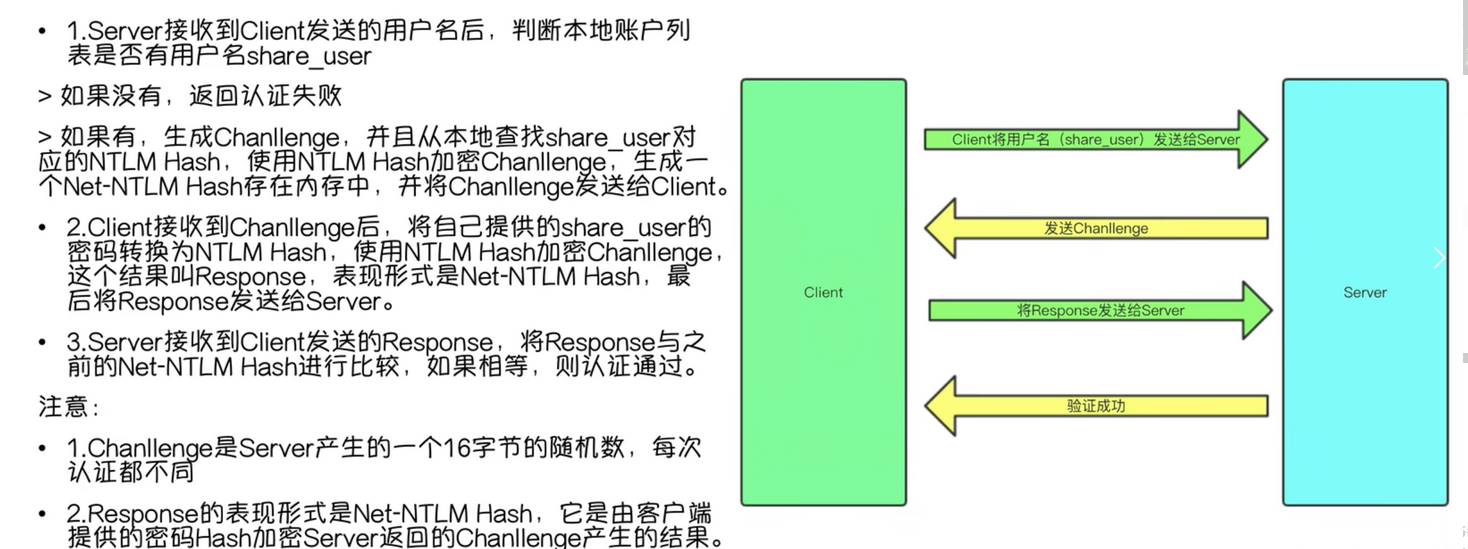 • 1.Server接收到Client发送的用户名后，判断本地账户列
表是否有用户名share_user
> 如果没有，返回认证失败
> 如果有，生成Chanllenge，并且从本地查找share_user对
应的NTLM Hash，使用NTLM Hash加密Chanllenge，生成一
个Net-NTLM Hash存在内存中，并将Chanllenge发送给Client。
• 2.Client接收到Chanllenge后，将自己提供的share_user的
密码转换为NTLM Hash，使用NTLM Hash加密Chanllenge，
这个结果叫Response，表现形式是Net-NTLM Hash，最
后将Response发送给Server。
• 3.Server接收到Client发送的Response，将Response与之
前的Net-NTLM Hash进行比较，如果相等，则认证通过。
注意：
• 1.Chanllenge是Server产生的一个16字节的随机数，每次
认证都不同
• 2.Response的表现形式是Net-NTLM Hash，它是由客户端
提供的密码Hash加密Server返回的Chanllenge产生的结果。
Client
Client将用户名（share_user）发送给Server
发送Chanllenge
将Response发送给Server
验证成功
Server